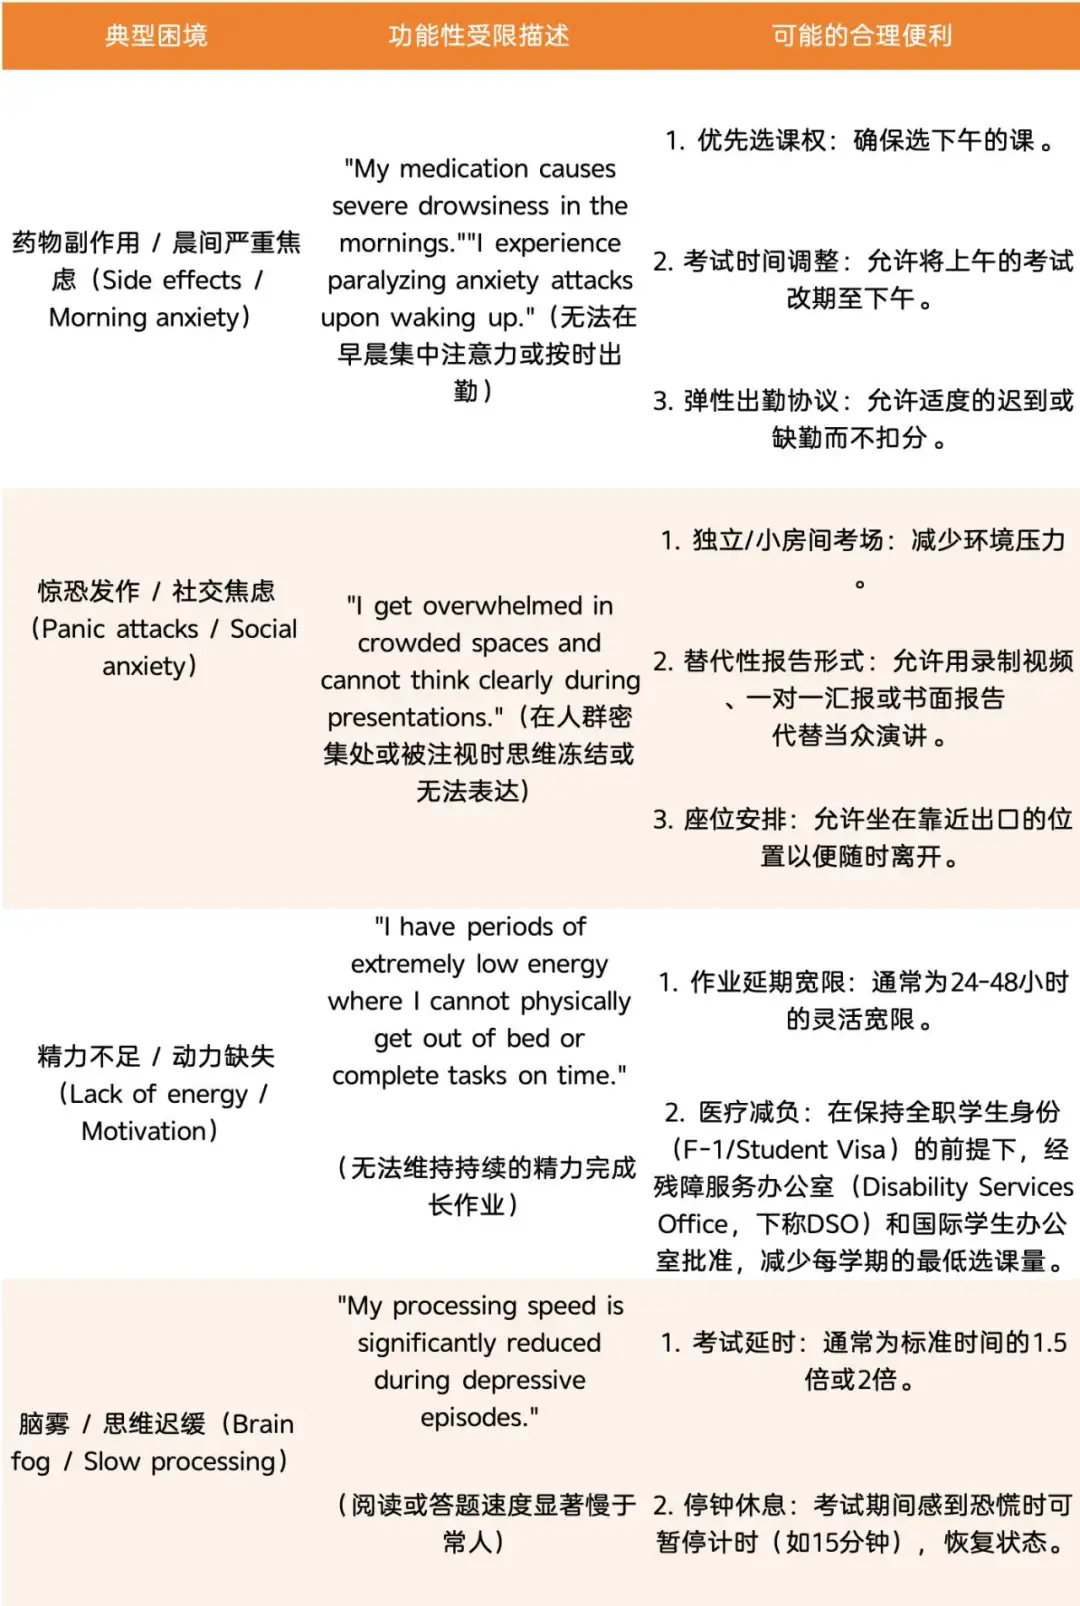 典型困境
功能性受限描述
可能的合理便利
药物副作用 / 晨间严重焦
虑（Side effects /
Morning anxiety）
"My medication causes
severe drowsiness in the
mornings.""I experience
paralyzing anxiety attacks
upon waking up."（无法在
早晨集中注意力或按时出
勤）
1. 优先选课权：确保选下午的课。
2. 考试时间调整：允许将上午的考试
改期至下午。
3. 弹性出勤协议：允许适度的迟到或
缺勤而不扣分。
惊恐发作 / 社交焦虑
（Panic attacks / Social
anxiety）
"I get overwhelmed in
crowded spaces and
cannot think clearly during
presentations."（在人群密
集处或被注视时思维冻结或
无法表达）
1. 独立/小房间考场：减少环境压力
。
2. 替代性报告形式：允许用录制视频
、一对一汇报或书面报告
代替当众演讲。
3. 座位安排：允许坐在靠近出口的位
置以便随时离开。
精力不足 / 动力缺失
（Lack of energy /
Motivation）
"I have periods of
extremely low energy
where I cannot physically
get out of bed or
complete tasks on time."
（无法维持持续的精力完成
长作业）
1. 作业延期宽限：通常为24-48小时
的灵活宽限。
2. 医疗减负：在保持全职学生身份
（F-1/Student Visa）的前提下，经
残障服务办公室（Disability Services
Office，下称DSO）和国际学生办公
室批准，减少每学期的最低选课量。
脑雾 / 思维迟缓（Brain
fog / Slow processing）
"My processing speed is
significantly reduced
during depressive
episodes."
（阅读或答题速度显著慢于
常人）
1. 考试延时：通常为标准时间的1.5
倍或2倍。
2. 停钟休息：考试期间感到恐慌时可
暂停计时（如15分钟），恢复状态。